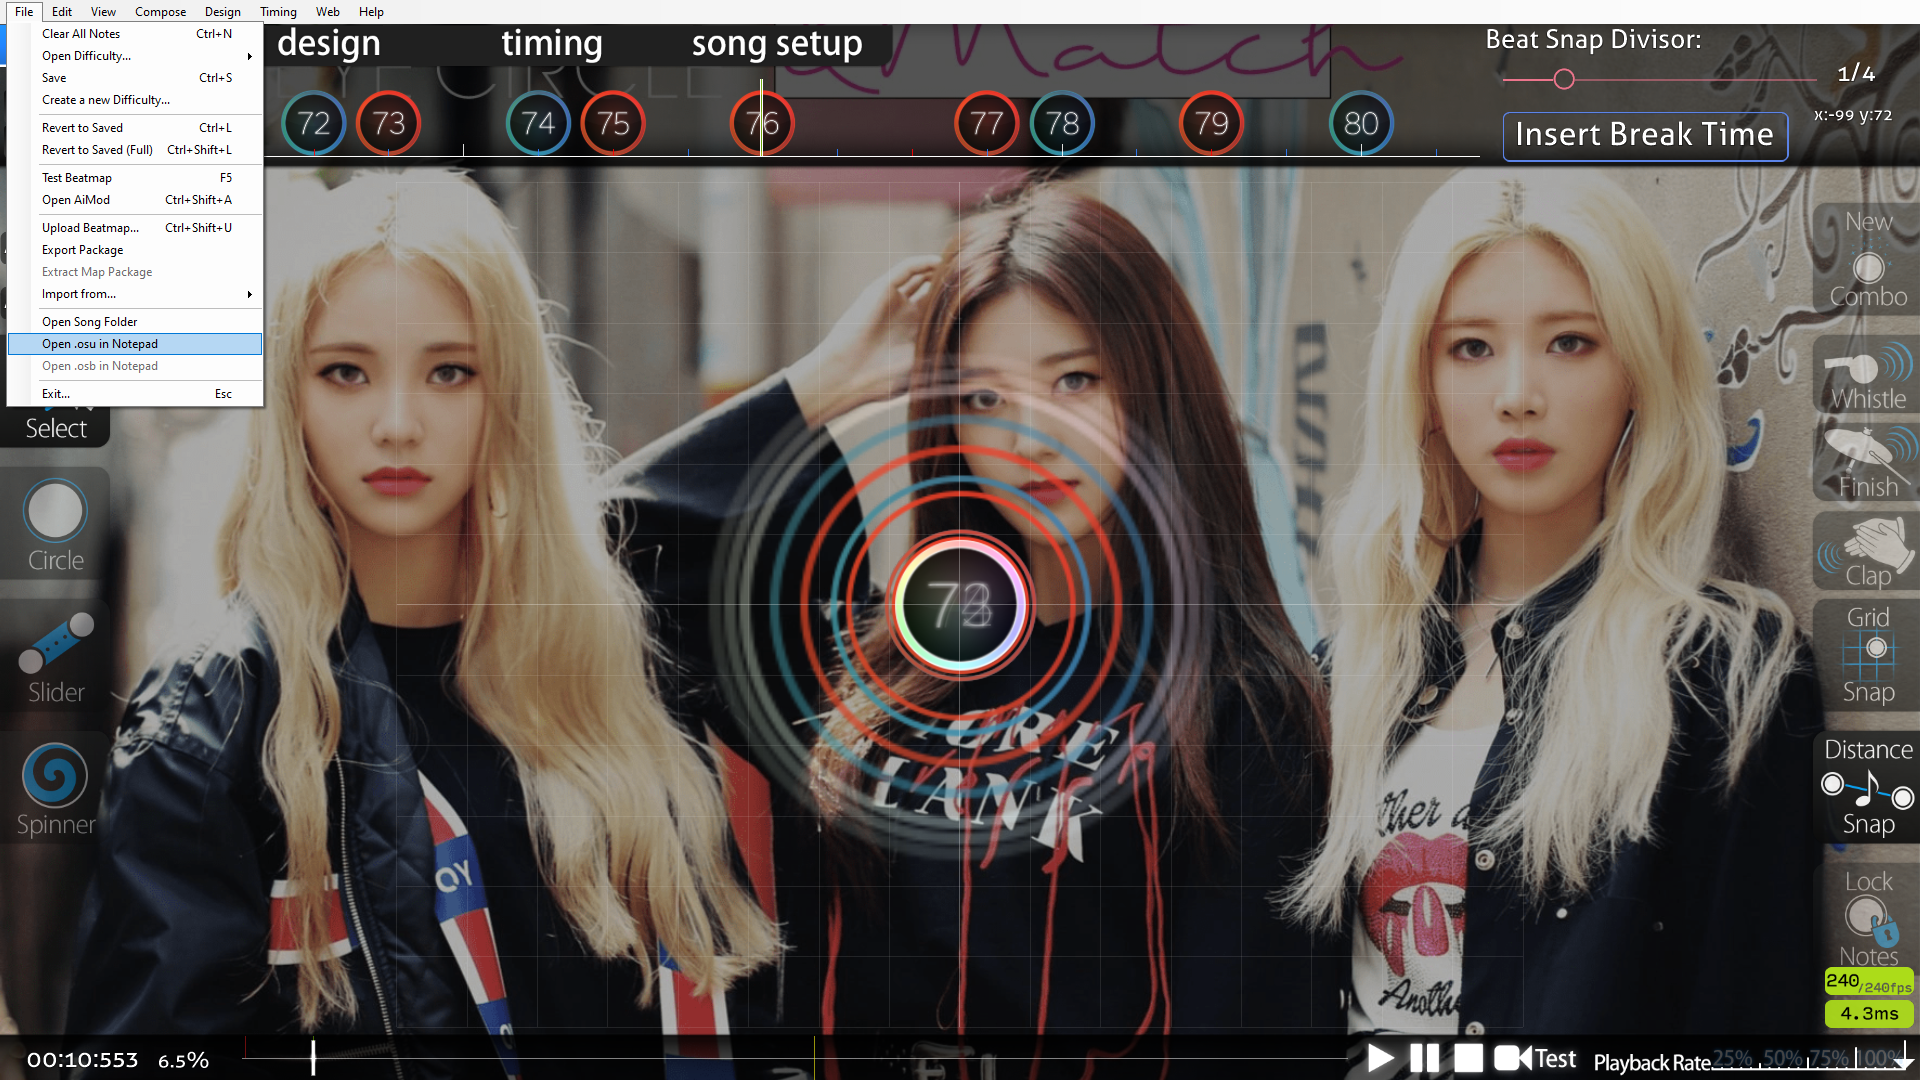 File Edit View Compose Design Timing Web Help
Clear All Notes Ctrl+N
Open Difficulty...
Save Ctrl+S
Create a new Difficulty...
Revert to Saved Ctrl+L
Revert to Saved (Full) Ctrl+Shift+L
Test Beatmap F5
Open AiMod Ctrl+Shift+A
Upload Beatmap... Ctrl+Shift+U
Export Package
Extract Map Package
Import from...
Open Song Folder
Open .osu in Notepad
Open .osb in Notepad
Exit... Esc
design timing song setup
EYE CIRCLE
Match
72 73 74 75 76 77 78 79 80
Beat Snap Divisor:
1/4
x:-99 y:72
Insert Break Time
Select
Circle
Slider
Spinner
New
Combo
Whistle
Finish
Clap
Grid
Snap
Distance
Snap
Lock
Notes
LANK
QY
Another
240/240fps
4.3ms
00:10:553 6.5%
Test Playback Rate 25% 50% 75% 100%